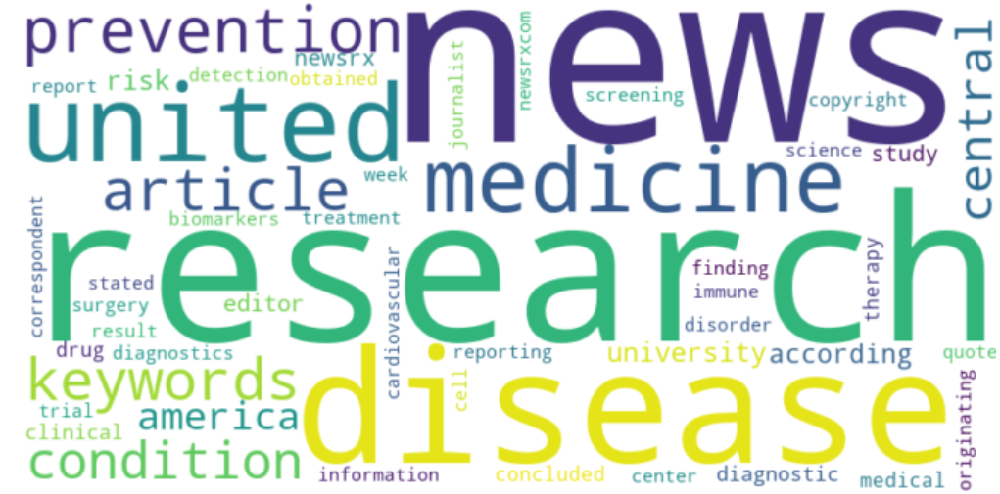 prevention
news
central
newsrx
journalist
newsrxcom
report
risk
detection
obtained
screening
copyright
united
science
study
article
week
medicine
correspondent
biomarkers
treatment
research
cardiovascular
therapy
finding
stated
immune
surgery
editor
disorder
result
drug
diagnostics
reporting
university
according
quote
keywords
disease
cell
originating
trial
america
clinical
condition
information
concluded
center
diagnostic
medical